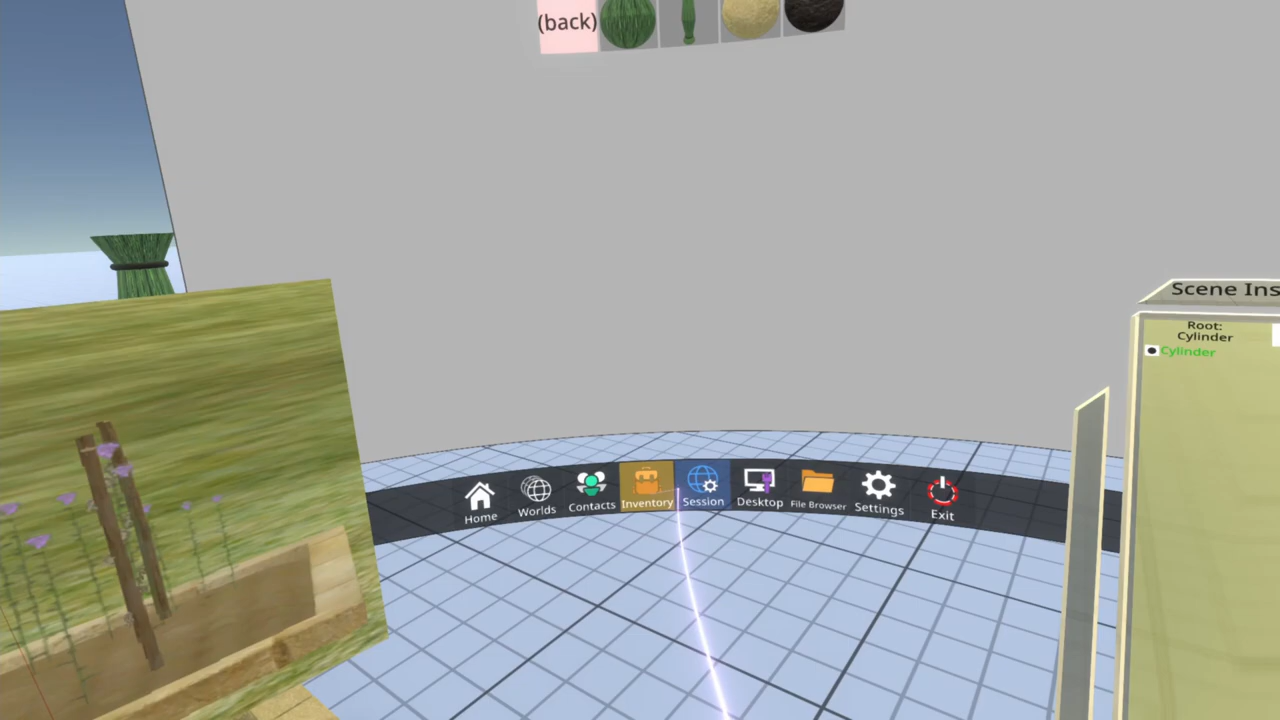 (back)
Scene Ins
Root:
Cylinder
Cylinder
Home
Worlds
Contacts
Inventory
Session
Desktop
File Browser
Settings
Exit